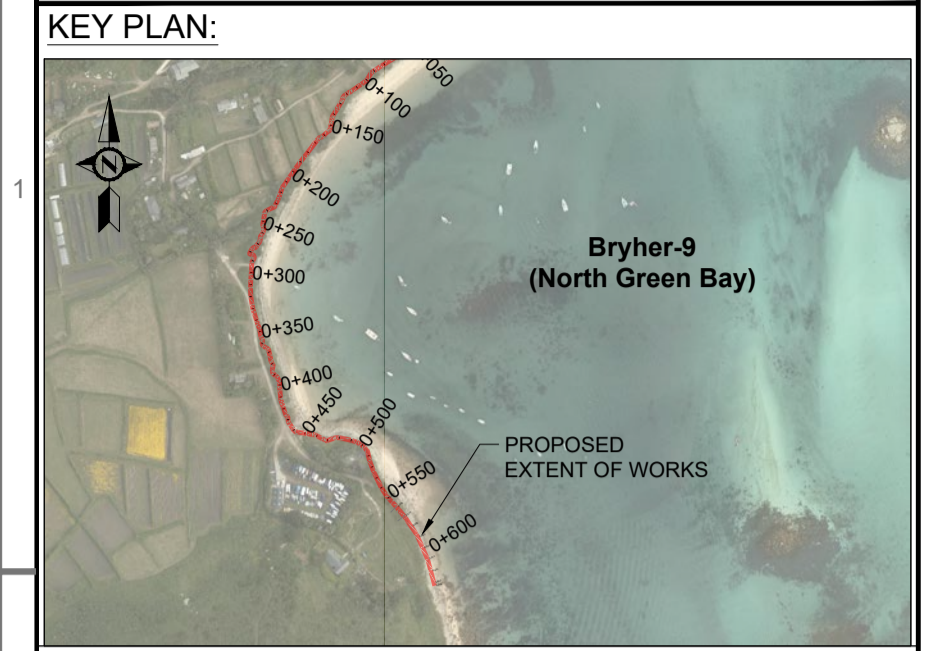 KEY PLAN:
1
050
0+100
0+150
0+200
0+250
0+300
0+350
0+400
0+450
0+500
0+550
0+600
N
Bryher-9
(North Green Bay)
PROPOSED
EXTENT OF WORKS